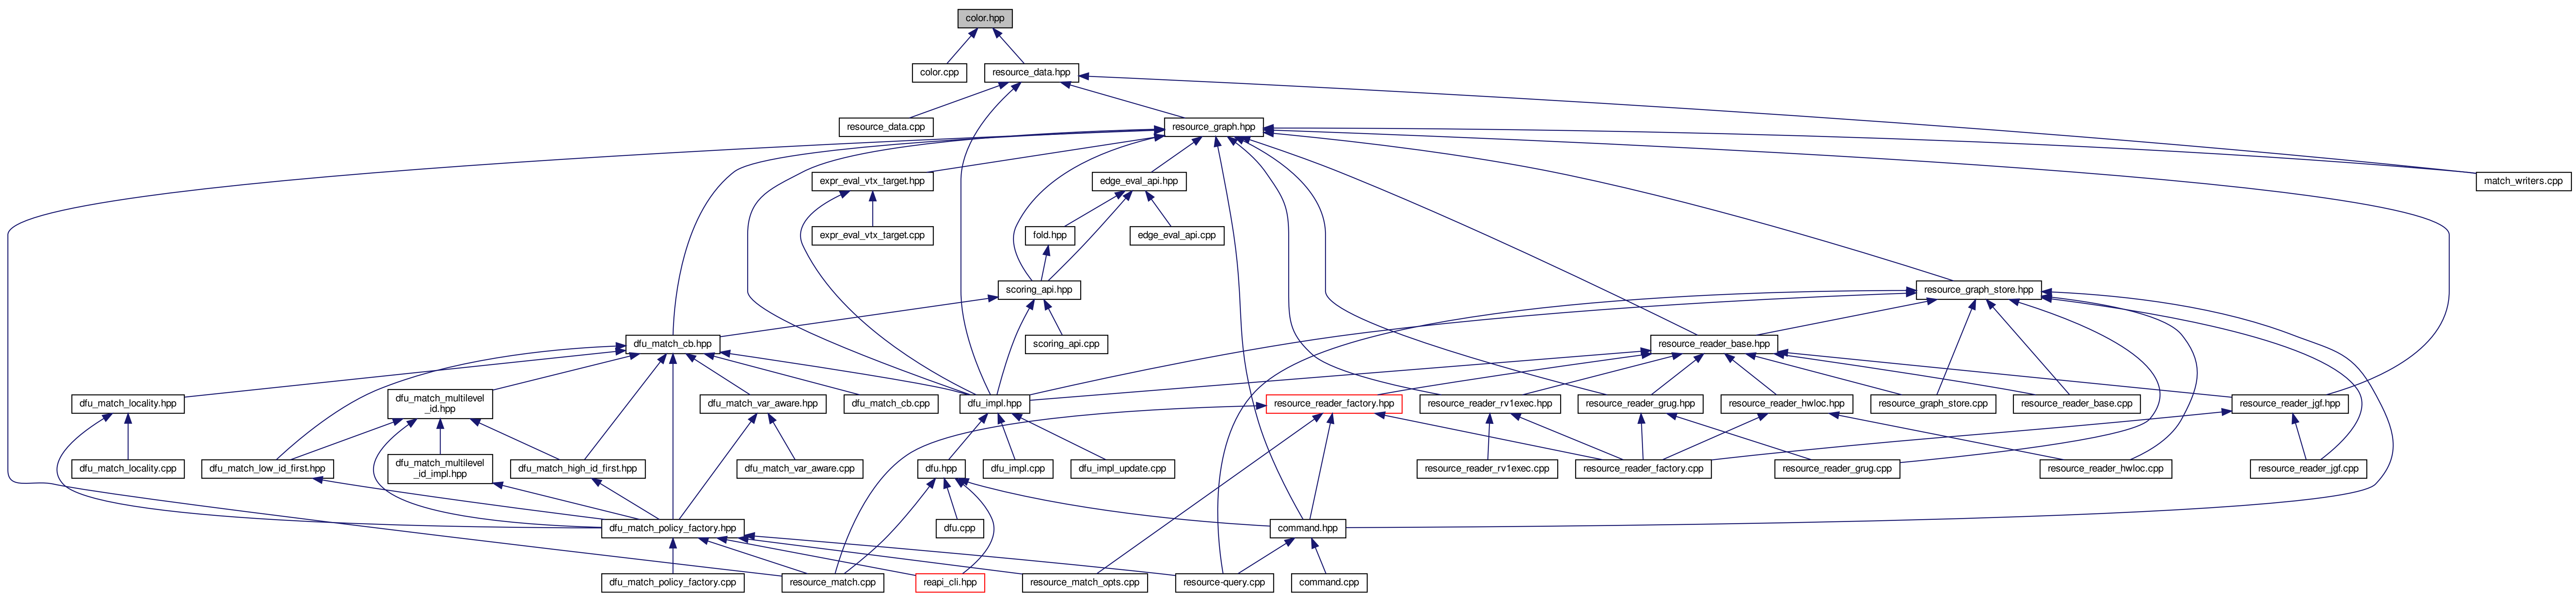 color.hpp
color.cpp
resource_data.hpp
resource_data.cpp
resource_graph.hpp
expr_eval_vtx_target.hpp
edge_eval_api.hpp
match_writers.cpp
expr_eval_vtx_target.cpp
fold.hpp
edge_eval_api.cpp
scoring_api.hpp
resource_graph_store.hpp
dfu_match_cb.hpp
scoring_api.cpp
resource_reader_base.hpp
dfu_match_locality.hpp
dfu_match_multilevel
_id.hpp
dfu_match_var_aware.hpp
dfu_match_cb.cpp
dfu_impl.hpp
resource_reader_factory.hpp
resource_reader_rv1exec.hpp
resource_reader_grug.hpp
resource_reader_hwloc.hpp
resource_graph_store.cpp
resource_reader_base.cpp
resource_reader_jgf.hpp
dfu_match_locality.cpp
dfu_match_low_id_first.hpp
dfu_match_multilevel
_id_impl.hpp
dfu_match_high_id_first.hpp
dfu_match_var_aware.cpp
dfu.hpp
dfu_impl.cpp
dfu_impl_update.cpp
resource_reader_rv1exec.cpp
resource_reader_factory.cpp
resource_reader_grug.cpp
resource_reader_hwloc.cpp
resource_reader_jgf.cpp
dfu_match_policy_factory.hpp
dfu.cpp
command.hpp
dfu_match_policy_factory.cpp
resource_match.cpp
reapi_cli.hpp
resource_match_opts.cpp
resource-query.cpp
command.cpp